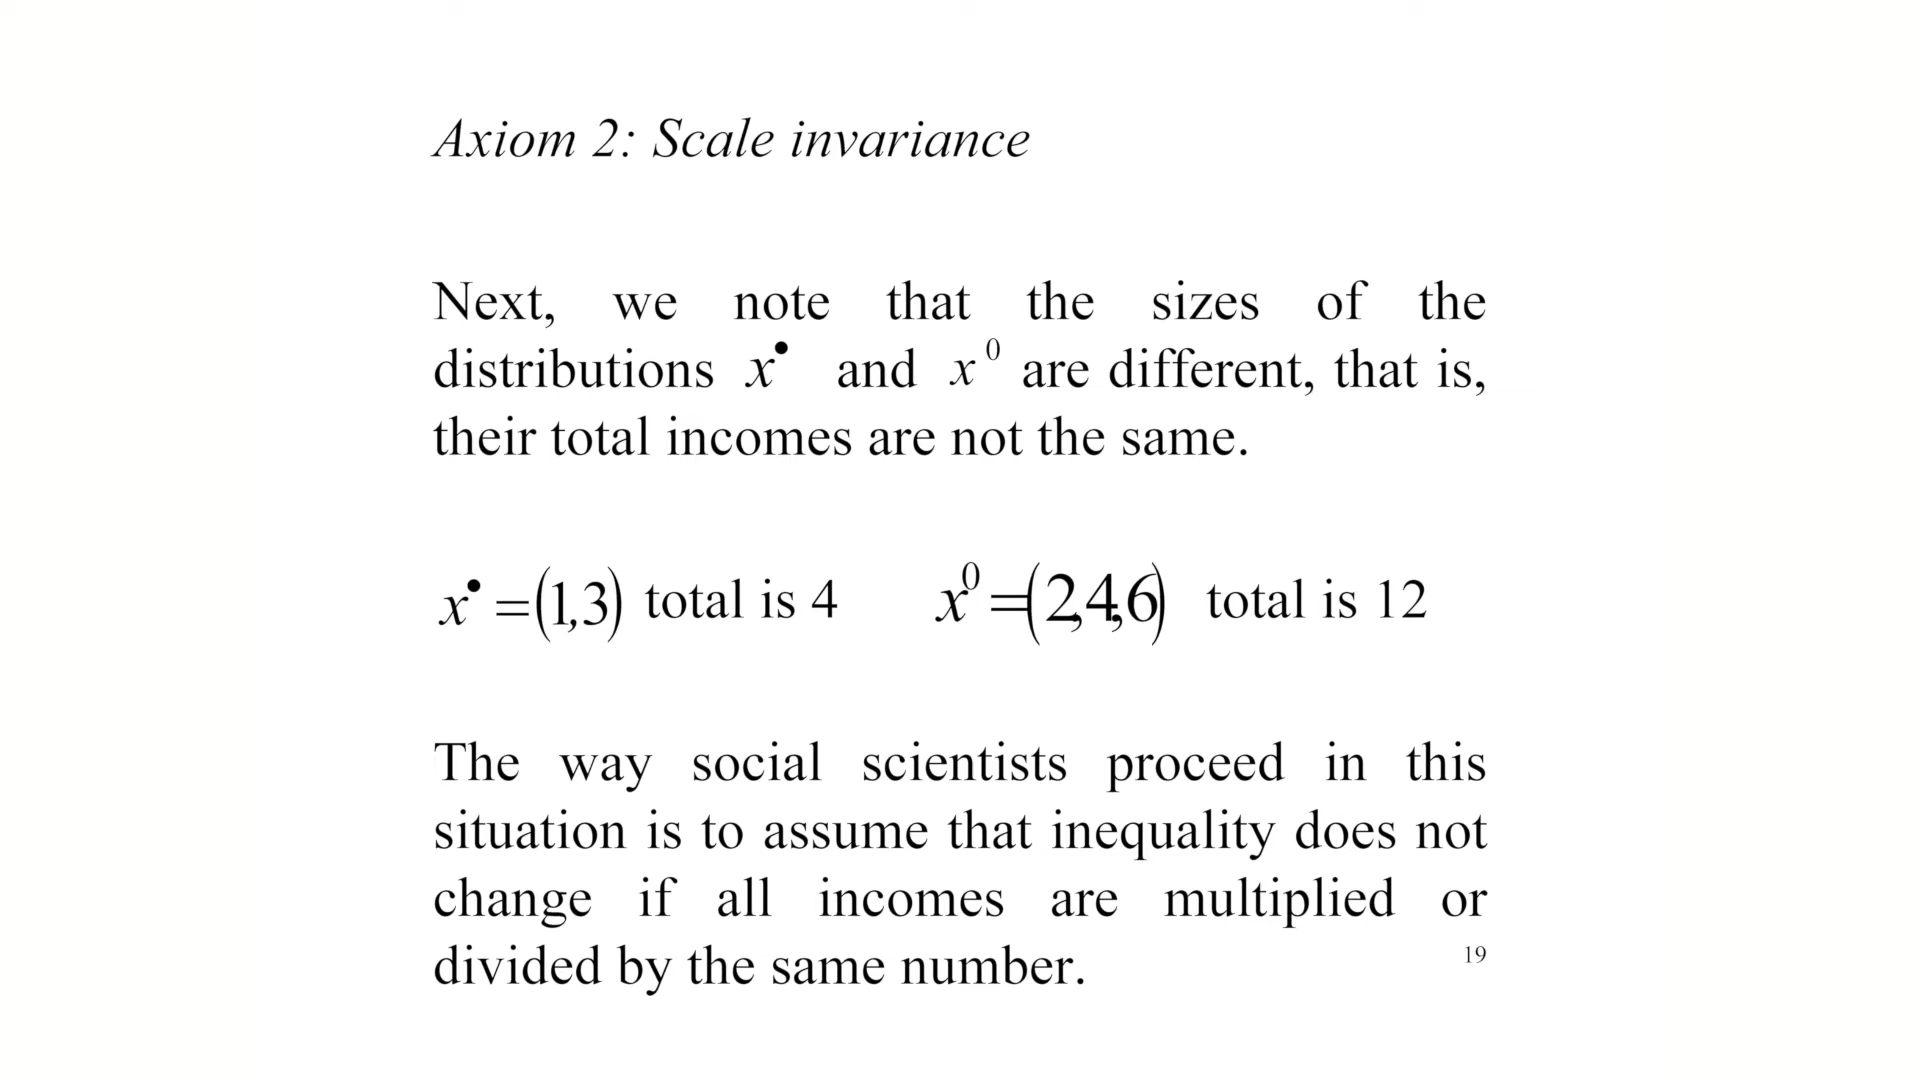 Axiom 2: Scale invariance
Next, we note that the sizes of the
distributions x• and x⁰ are different, that is,
their total incomes are not the same.
x• = (1,3) total is 4 x⁰ = (2,4,6) total is 12
The way social scientists proceed in this
situation is to assume that inequality does not
change if all incomes are multiplied or
divided by the same number.
19